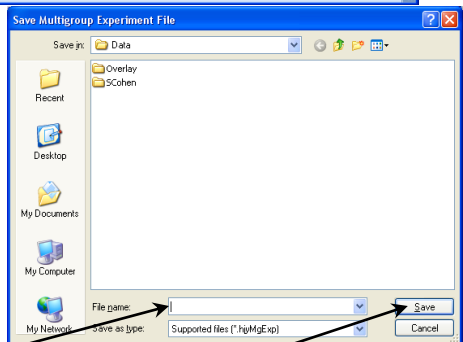 Save Multigroup Experiment File
Save in: Data
Overlay
SCohen
Recent
Desktop
My Documents
My Computer
File name:
Save
My Network
Save as type: Supported files (*.hjyMgExp)
Cancel